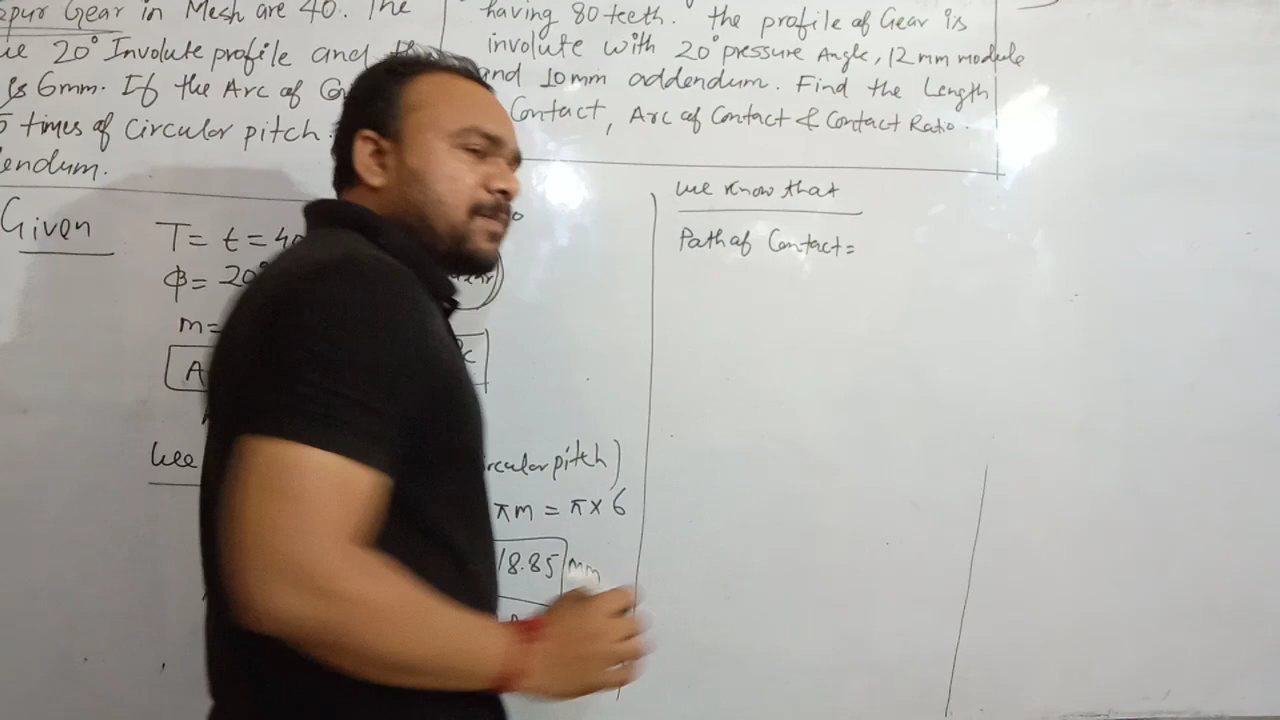 spur Gear in Mesh are 40. The
20° Involute profile and
is 6mm. If the Arc of
times of Circular pitch.
endum.
having 80 teeth. the profile of Gear is
involute with 20° pressure Angle, 12 mm module
and 10mm addendum. Find the Length
Contact, Arc of Contact & Contact Ratio.
Given
T = t = 40
φ = 20°
m =
A
we
Circular pitch)
πm = π × 6
18.85 mm
we know that
Path of Contact =